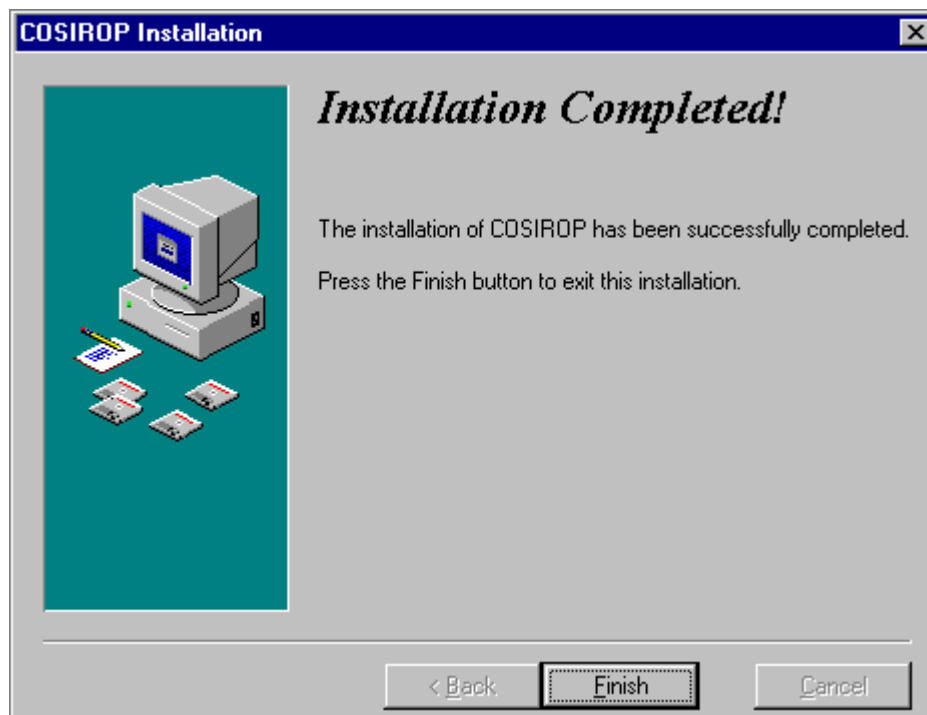 COSIROP Installation
Installation Completed!
The installation of COSIROP has been successfully completed.
Press the Finish button to exit this installation.
< Back
Finish
Cancel